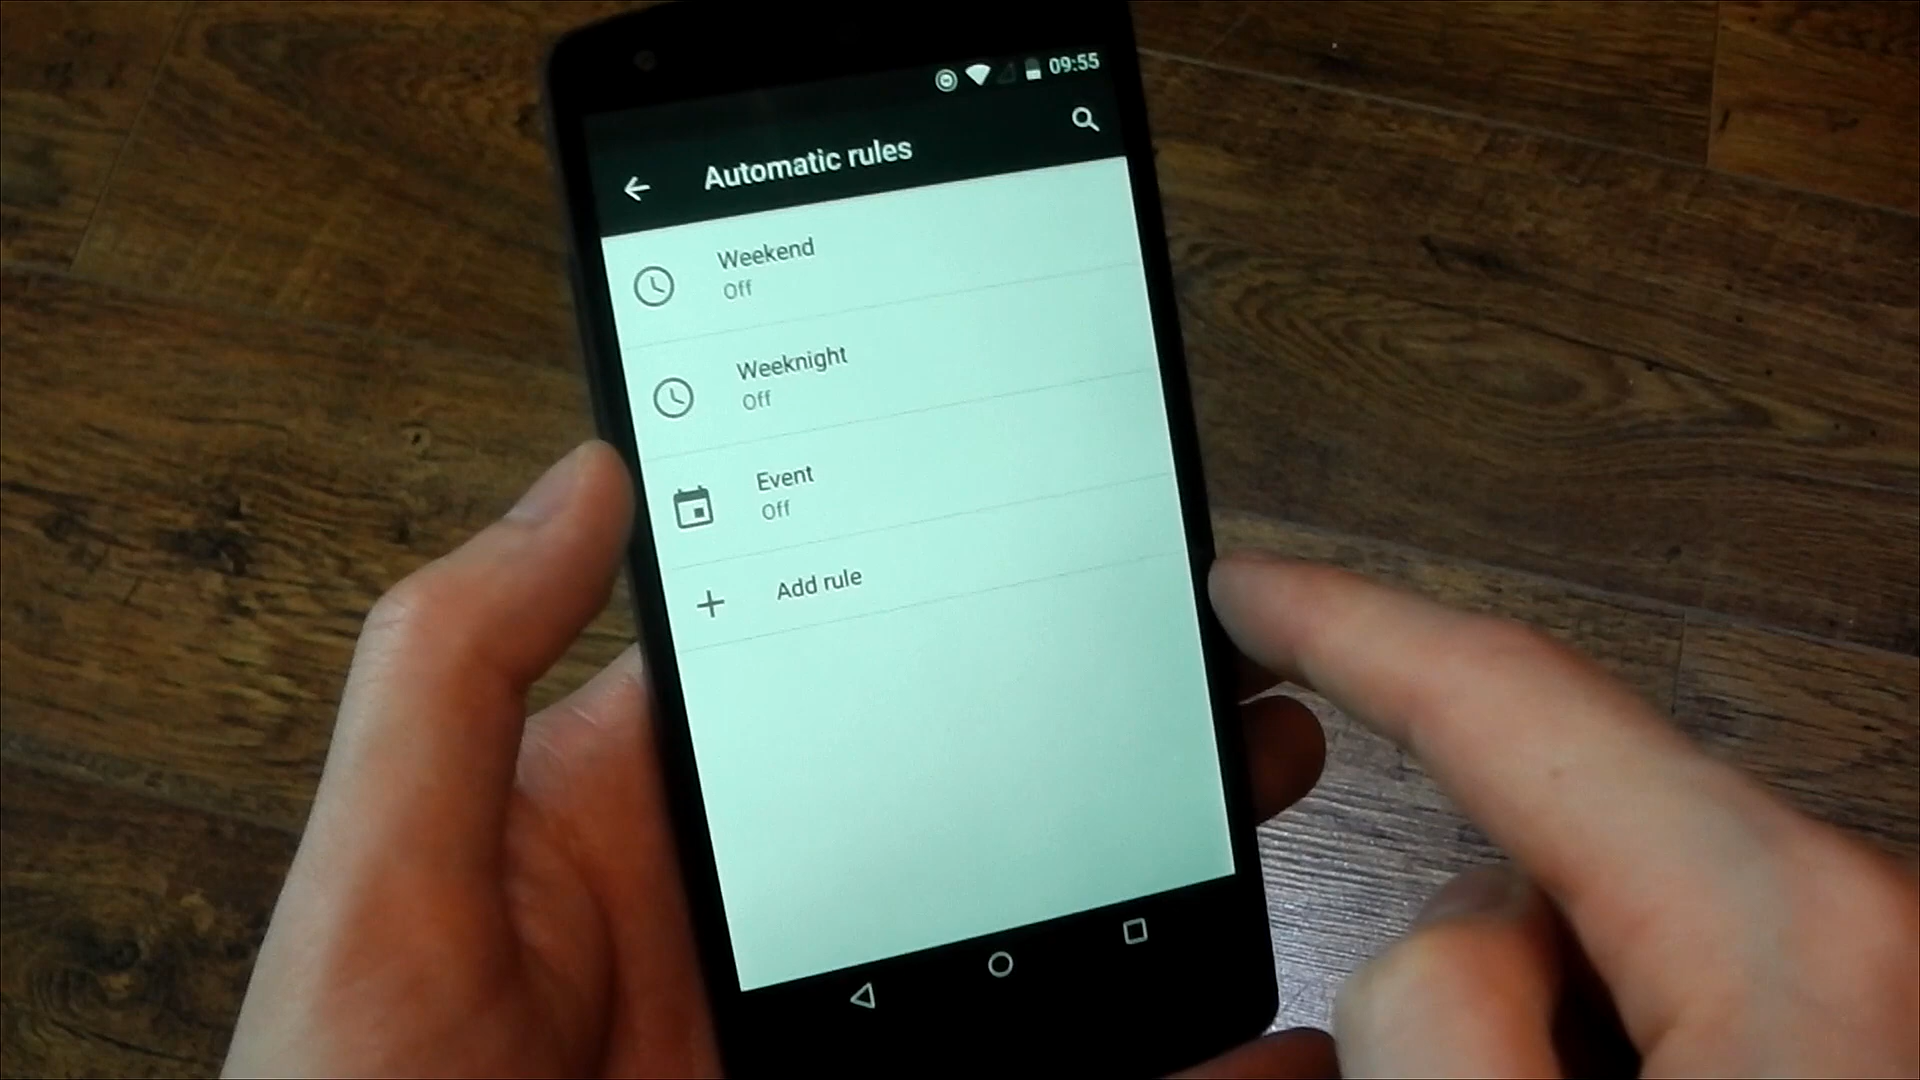 09:55
Automatic rules
Weekend
Off
Weeknight
Off
Event
Off
Add rule